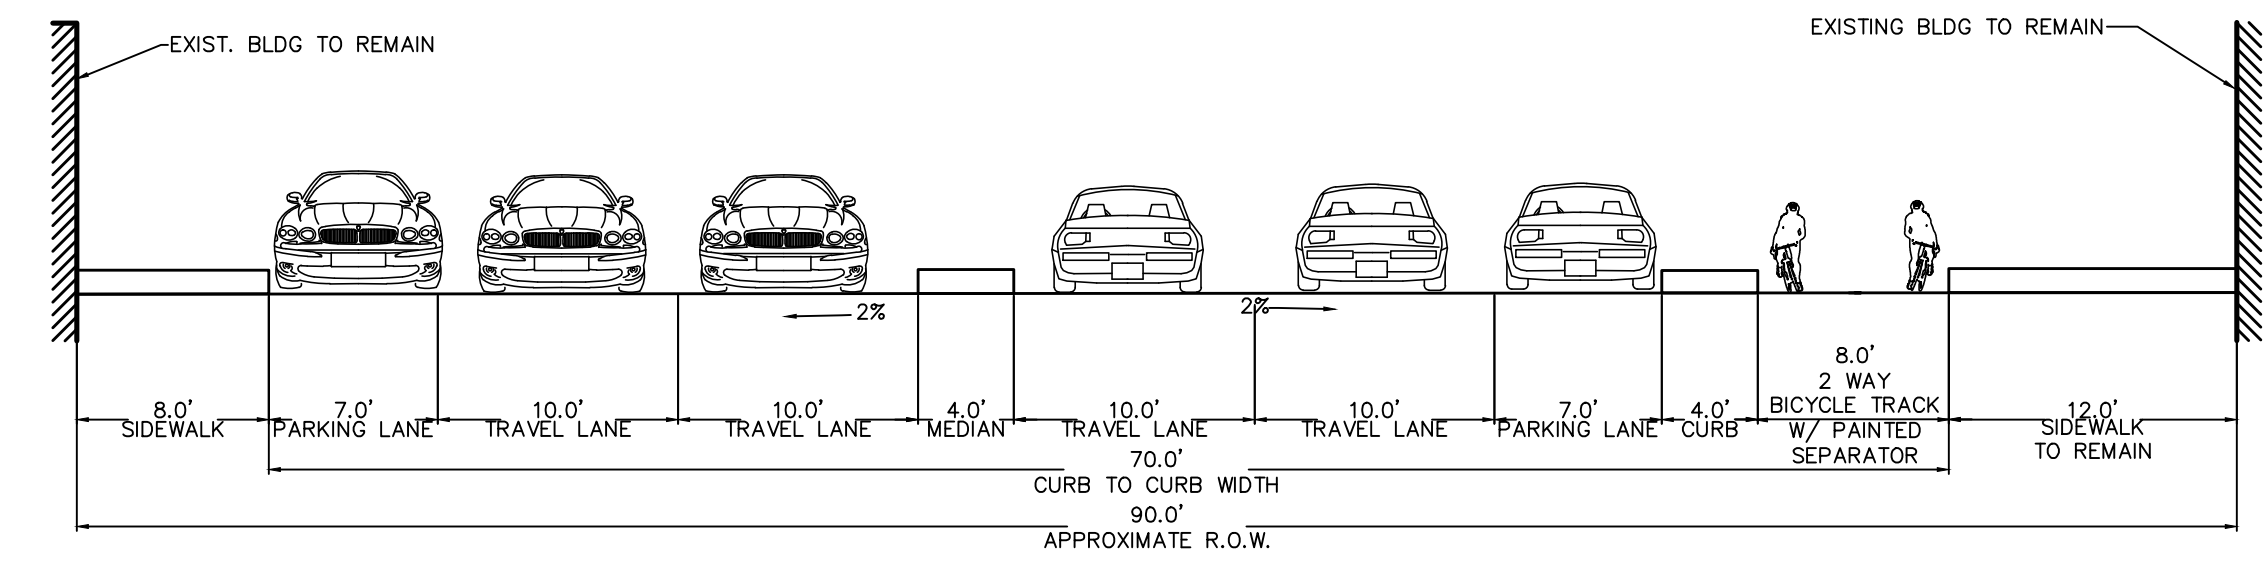 EXIST. BLDG TO REMAIN
EXISTING BLDG TO REMAIN
2%
2%
8.0'
SIDEWALK
7.0'
PARKING LANE
10.0'
TRAVEL LANE
10.0'
TRAVEL LANE
4.0'
MEDIAN
10.0'
TRAVEL LANE
10.0'
TRAVEL LANE
7.0'
PARKING LANE
4.0'
CURB
8.0'
2 WAY
BICYCLE TRACK
W/ PAINTED
SEPARATOR
12.0'
SIDEWALK
TO REMAIN
70.0'
CURB TO CURB WIDTH
90.0'
APPROXIMATE R.O.W.